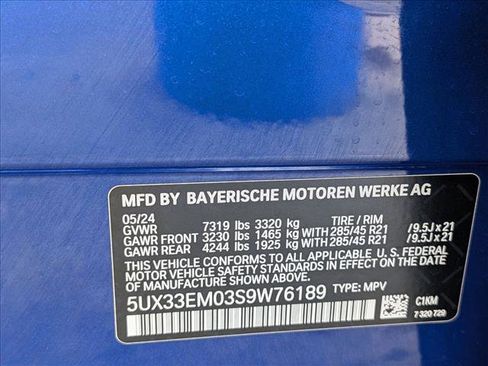 MFD BY BAYERISCHE MOTOREN WERKE AG
05/24
GVWR 7319 lbs 3320 kg TIRE / RIM
GAWR FRONT 3230 lbs 1465 kg WITH 285/45 R21 /9.5J x 21
GAWR REAR 4244 lbs 1925 kg WITH 285/45 R21 /9.5J x 21
THIS VEHICLE CONFORMS TO ALL APPLICABLE U.S. FEDERAL
MOTOR VEHICLE SAFETY STANDARDS IN EFFECT ON THE DATE
OF MANUFACTURE SHOWN ABOVE.
5UX33EM03S9W76189 TYPE: MPV
C1KM
7 320 729